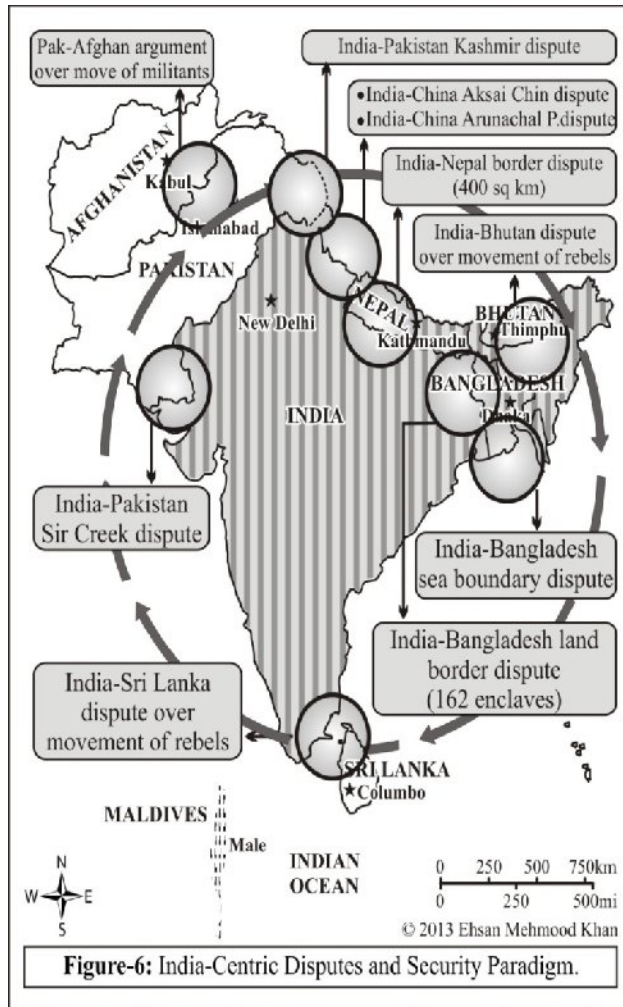 Pak-Afghan argument
over move of militants
India-Pakistan Kashmir dispute
•India-China Aksai Chin dispute
•India-China Arunachal P.dispute
India-Nepal border dispute
(400 sq km)
India-Bhutan dispute
over movement of rebels
AFGHANISTAN
Kabul
Islamabad
PAKISTAN
New Delhi
NEPAL
Kathmandu
BHUTAN
Thimphu
BANGLADESH
Dhaka
INDIA
India-Pakistan
Sir Creek dispute
India-Bangladesh
sea boundary dispute
India-Bangladesh land
border dispute
(162 enclaves)
India-Sri Lanka
dispute over
movement of rebels
SRI LANKA
Columbo
MALDIVES
Male
INDIAN
OCEAN
N
W E
S
0 250 500 750km
0 250 500mi
© 2013 Ehsan Mehmood Khan
Figure-6: India-Centric Disputes and Security Paradigm.